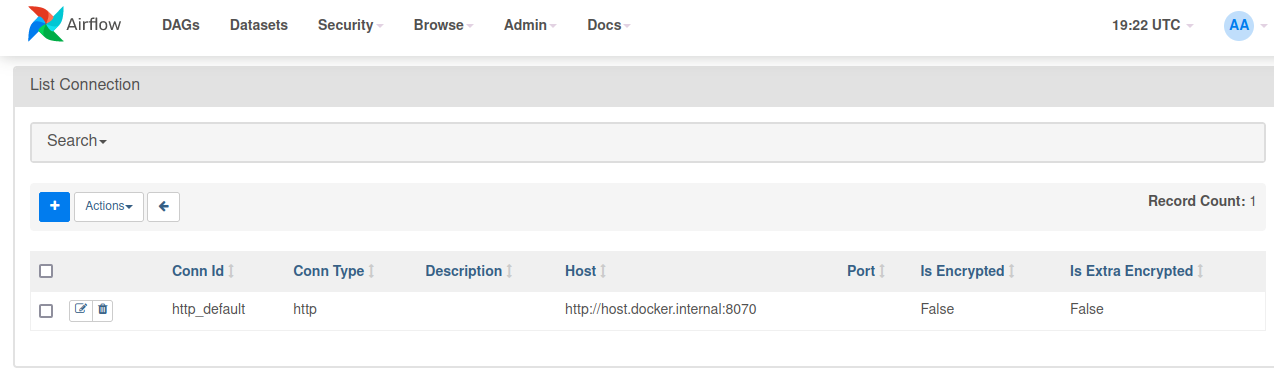 Airflow DAGs Datasets Security Browse Admin Docs 19:22 UTC AA
List Connection
Search
+ Actions Record Count: 1
Conn Id Conn Type Description Host Port Is Encrypted Is Extra Encrypted
http_default http http://host.docker.internal:8070 False False